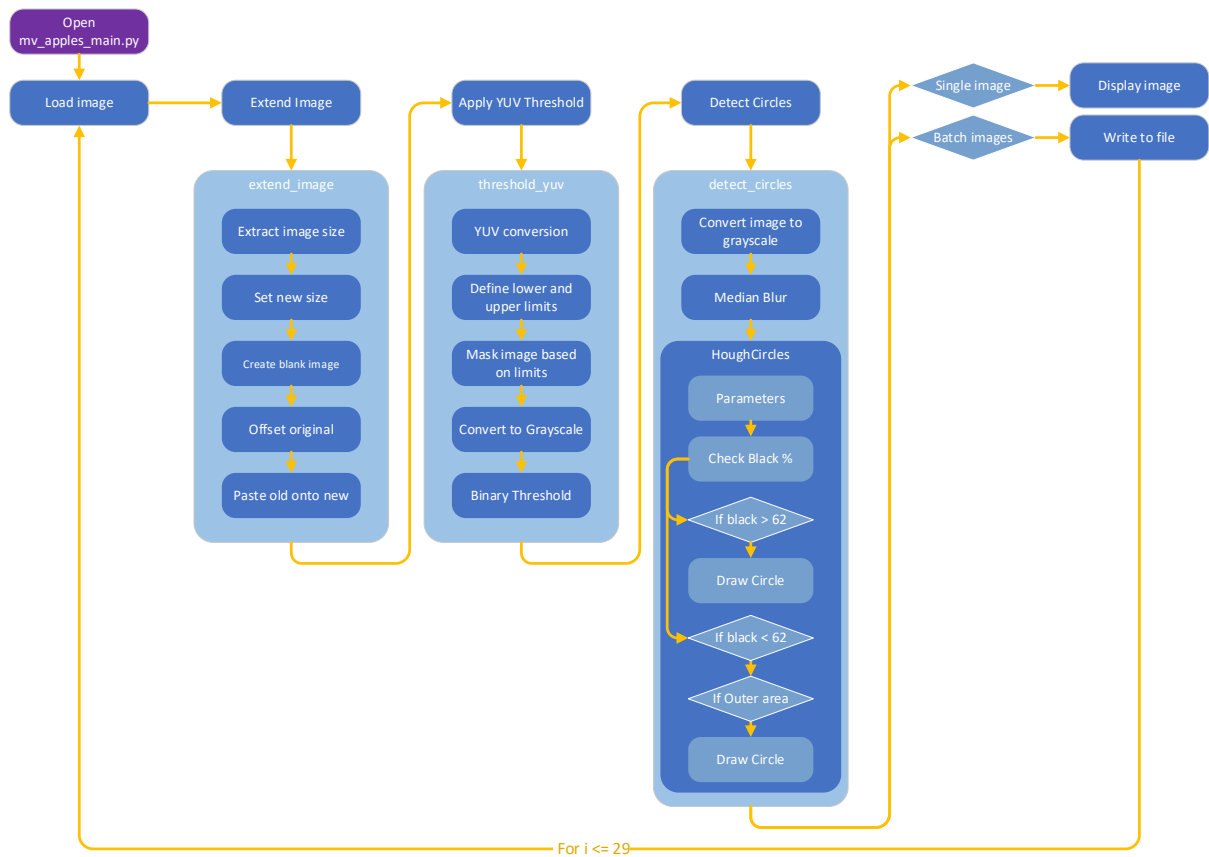 Open
mv_apples_main.py
Load image
Extend Image
Apply YUV Threshold
Detect Circles
Single image
Display image
Batch images
Write to file
extend_image
Extract image size
Set new size
Create blank image
Offset original
Paste old onto new
threshold_yuv
YUV conversion
Define lower and
upper limits
Mask image based
on limits
Convert to Grayscale
Binary Threshold
detect_circles
Convert image to
grayscale
Median Blur
HoughCircles
Parameters
Check Black %
If black > 62
Draw Circle
If black < 62
If Outer area
Draw Circle
For i <= 29